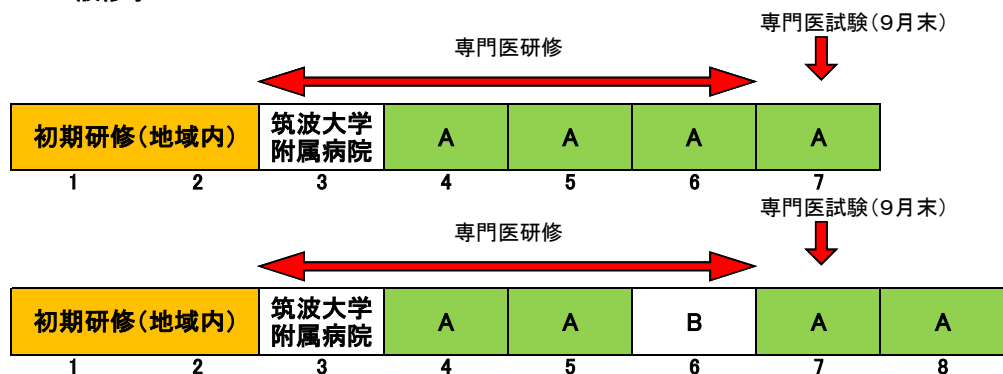 専門医試験(9月末)
専門医研修
初期研修(地域内)
筑波大学
附属病院
A A A A
1 2 3 4 5 6 7
専門医試験(9月末)
専門医研修
初期研修(地域内)
筑波大学
附属病院
A A B A A
1 2 3 4 5 6 7 8